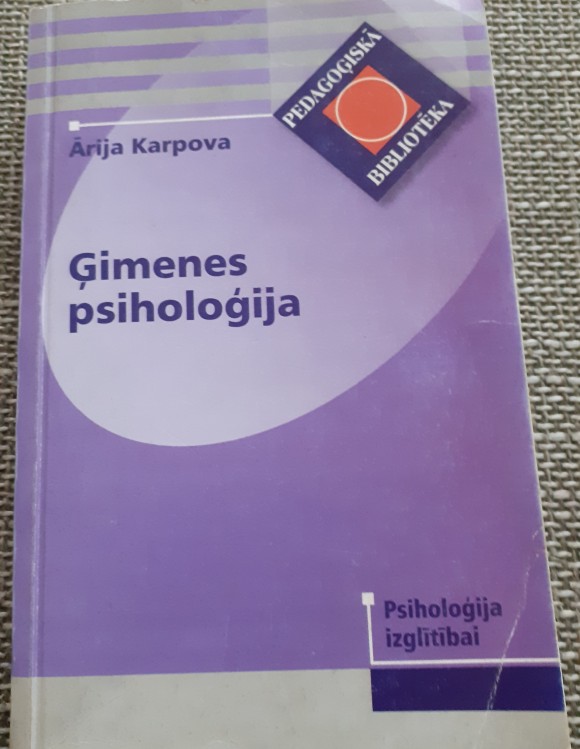 PEDAGOĢISKĀ
BIBLIOTĒKA
Ārija Karpova
Ģimenes
psiholoģija
Psiholoģija
izglītībai